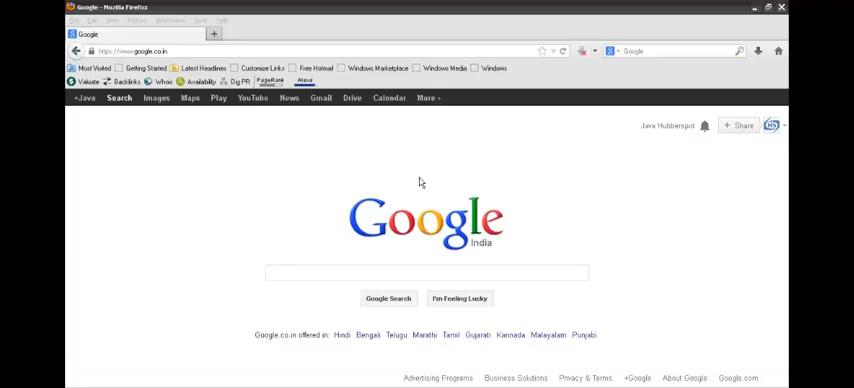 Google - Mozilla Firefox
File Edit View History Bookmarks Tools Help
Google
https://www.google.co.in
Google
Most Visited Getting Started Latest Headlines Customize Links Free Hotmail Windows Marketplace Windows Media Windows
Valuate Backlinks Whois Availability Dig PR PageRank Alexa
+Java Search Images Maps Play YouTube News Gmail Drive Calendar More
Java Hubberspot + Share
Google
India
Google Search I'm Feeling Lucky
Google.co.in offered in: Hindi Bengali Telugu Marathi Tamil Gujarati Kannada Malayalam Punjabi
Advertising Programs Business Solutions Privacy & Terms +Google About Google Google.com